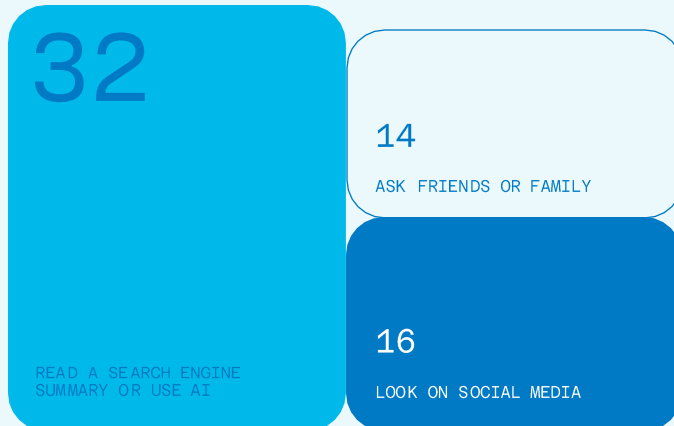 32
READ A SEARCH ENGINE
SUMMARY OR USE AI
14
ASK FRIENDS OR FAMILY
16
LOOK ON SOCIAL MEDIA